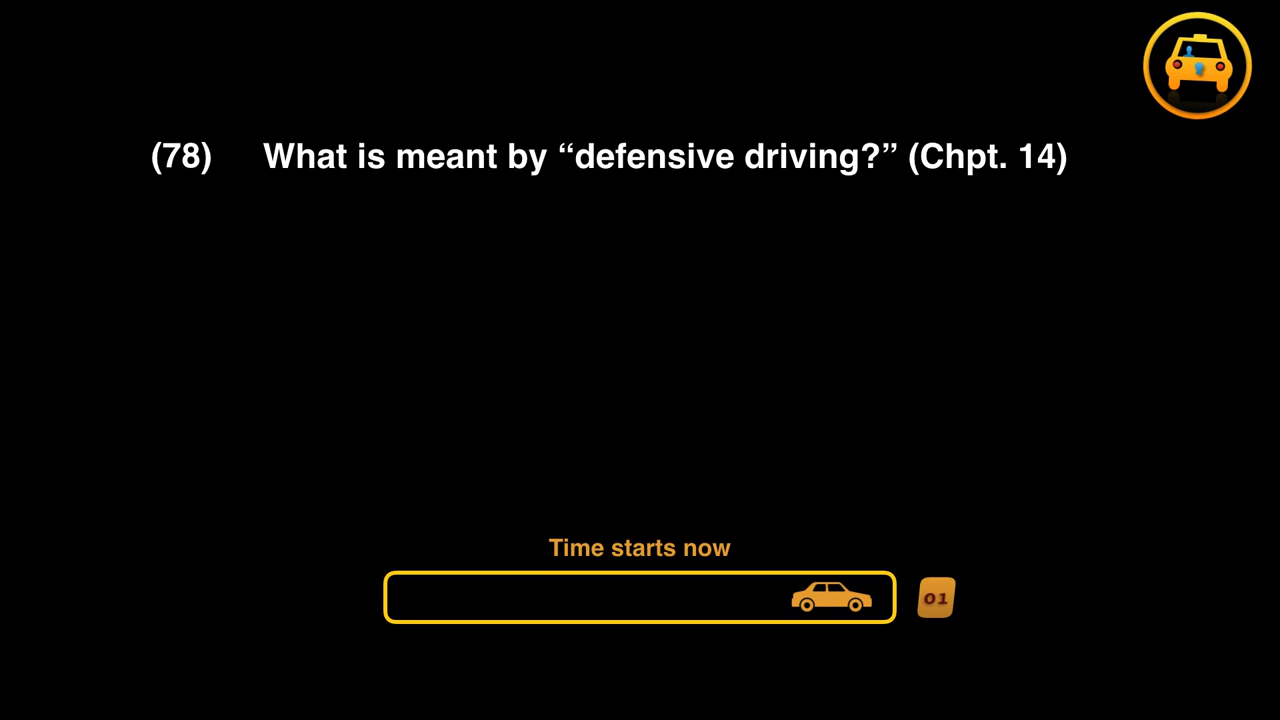 (78) What is meant by “defensive driving?” (Chpt. 14)
Time starts now
01